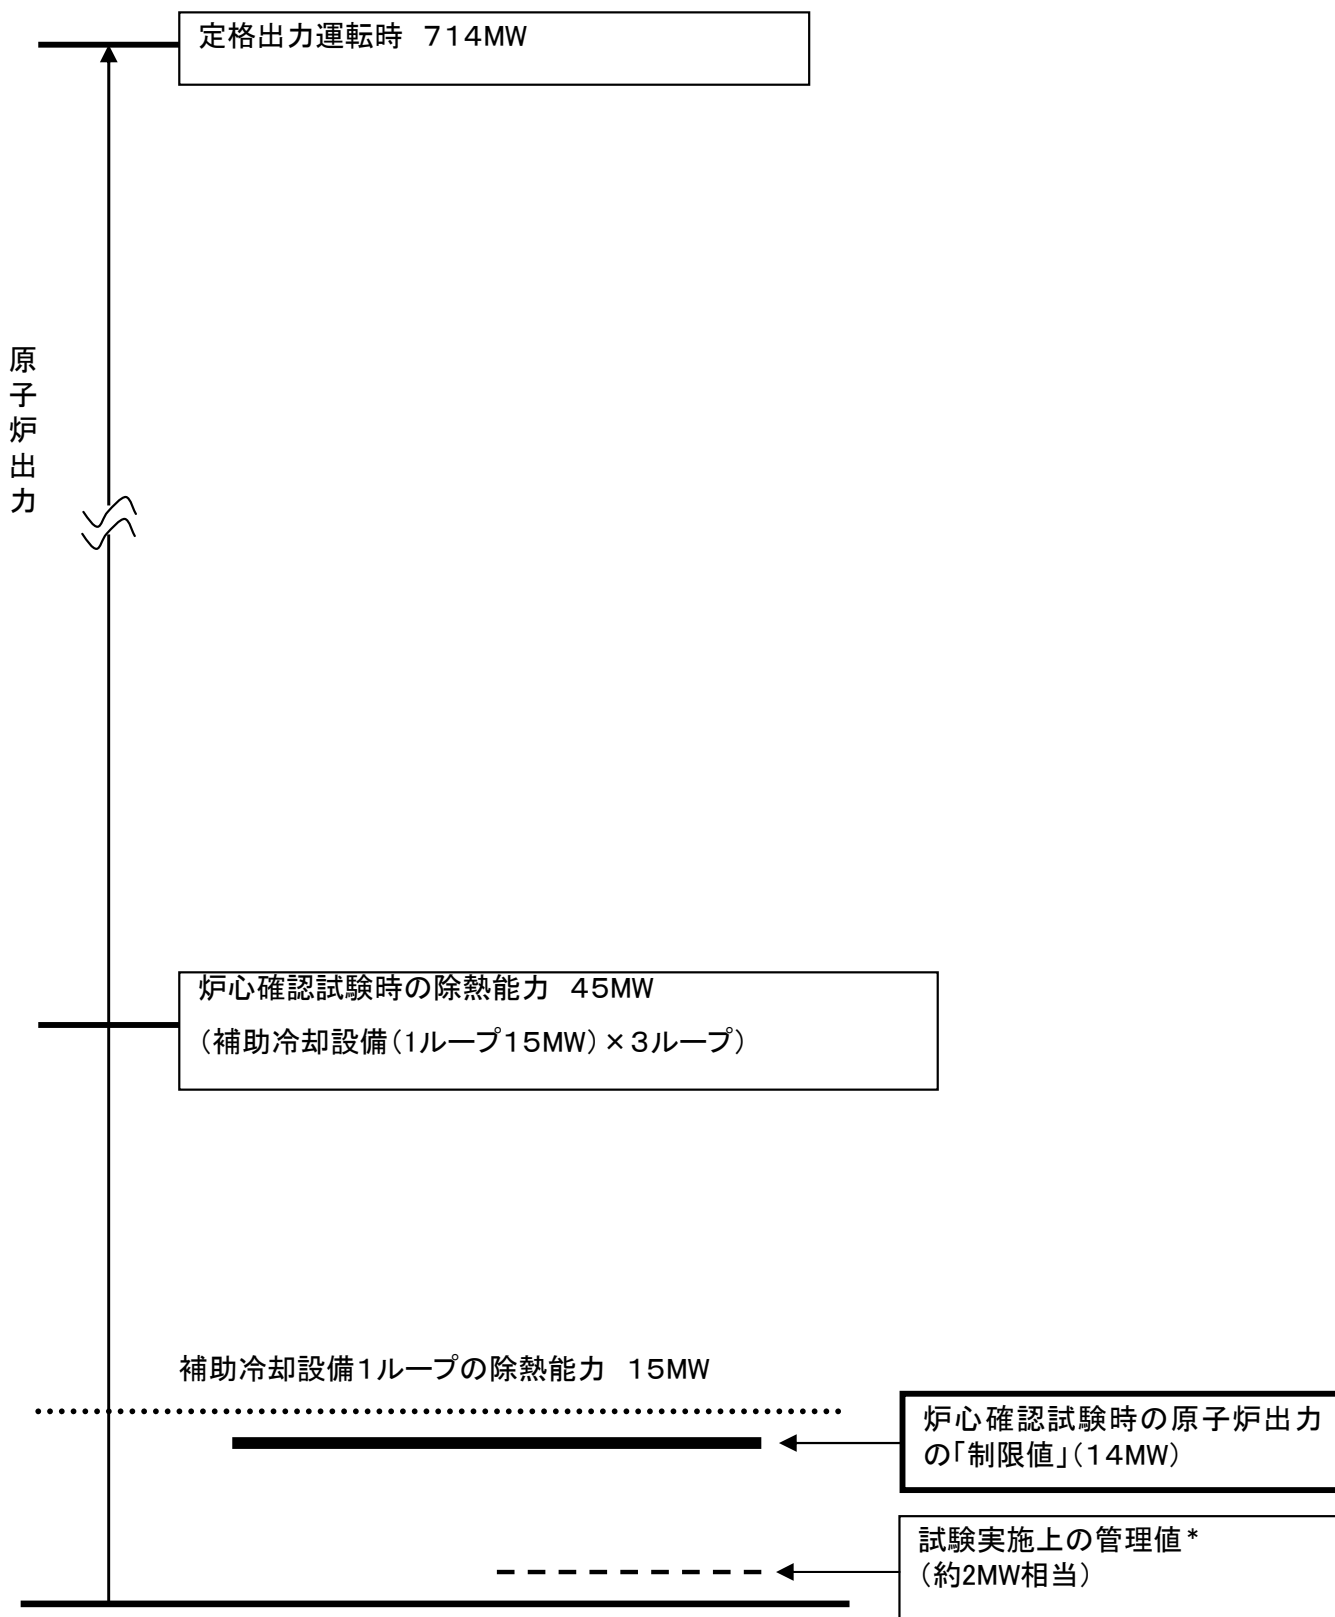 定格出力運転時　714MW
原子炉出力
炉心確認試験時の除熱能力　45MW
（補助冷却設備（1ループ15MW）×3ループ）
補助冷却設備1ループの除熱能力　15MW
炉心確認試験時の原子炉出力
の「制限値」（14MW）
試験実施上の管理値*
（約2MW相当）